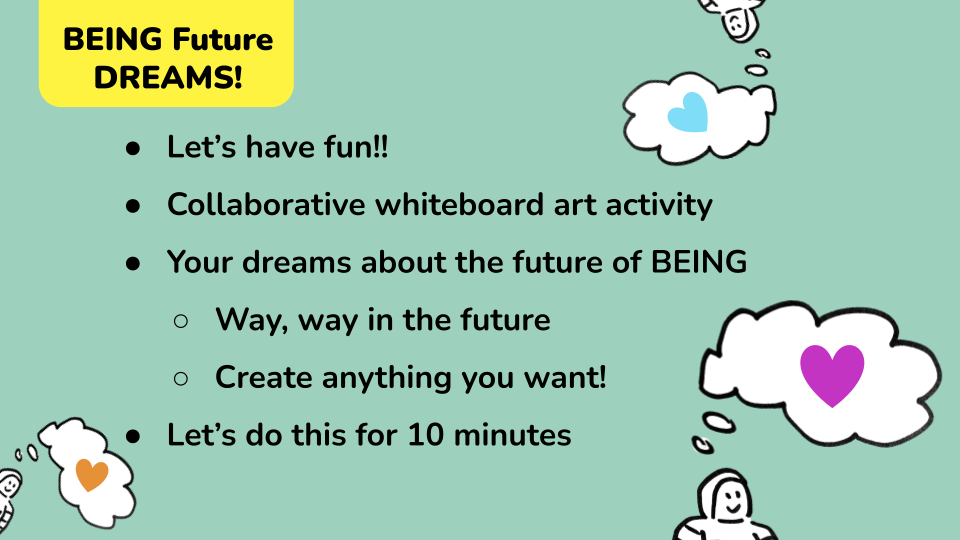 BEING Future
DREAMS!
● Let's have fun!!
● Collaborative whiteboard art activity
● Your dreams about the future of BEING
○ Way, way in the future
○ Create anything you want!
● Let's do this for 10 minutes